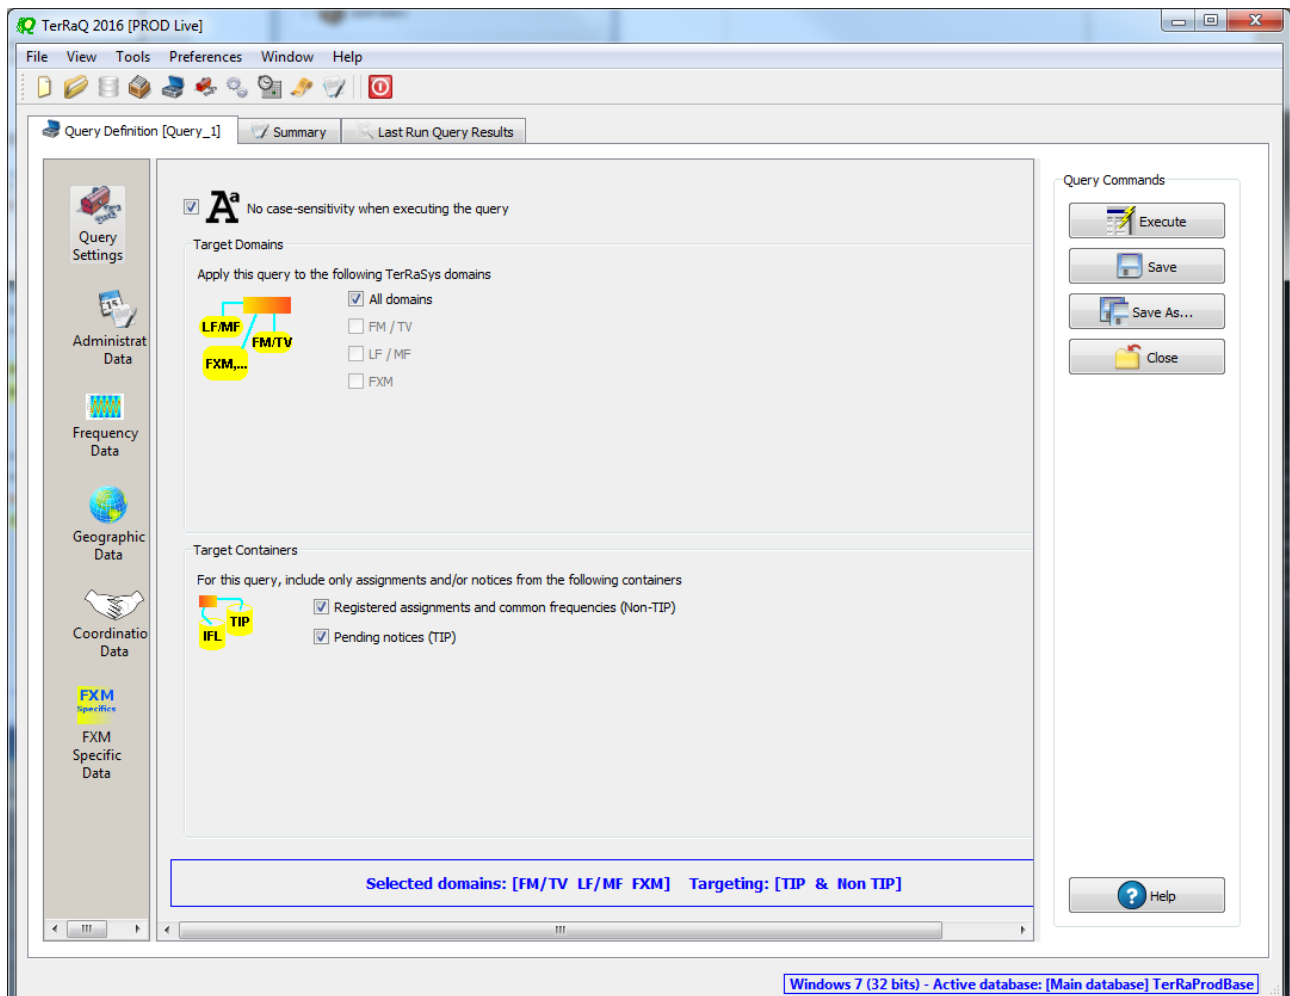 TerRaQ 2016 [PROD Live]
File View Tools Preferences Window Help
Query Definition [Query_1] Summary Last Run Query Results
Query
Settings
Administrat
Data
Frequency
Data
Geographic
Data
Coordinatio
Data
FXM
Specifics
FXM
Specific
Data
Aa No case-sensitivity when executing the query
Target Domains
Apply this query to the following TerRaSys domains
LF/MF
FM/TV
FXM,...
All domains
FM / TV
LF / MF
FXM
Target Containers
For this query, include only assignments and/or notices from the following containers
TIP
IFL
Registered assignments and common frequencies (Non-TIP)
Pending notices (TIP)
Selected domains: [FM/TV LF/MF FXM] Targeting: [TIP & Non TIP]
Query Commands
Execute
Save
Save As...
Close
Help
Windows 7 (32 bits) - Active database: [Main database] TerRaProdBase